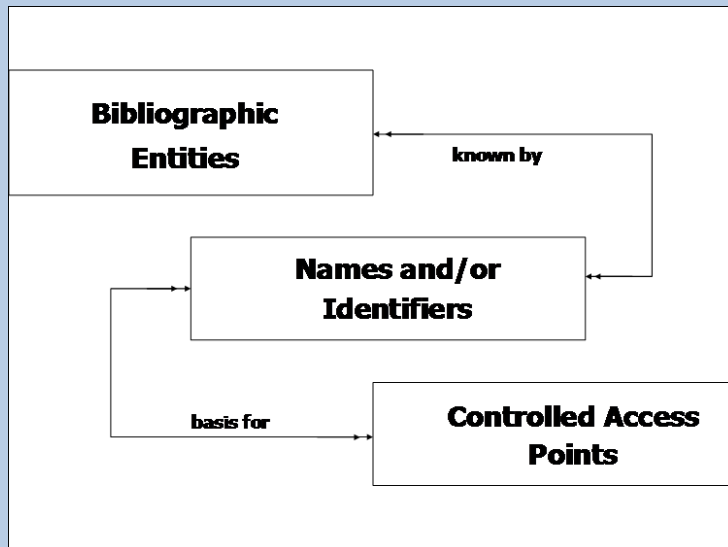 Bibliographic
Entities
known by
Names and/or
Identifiers
basis for
Controlled Access
Points